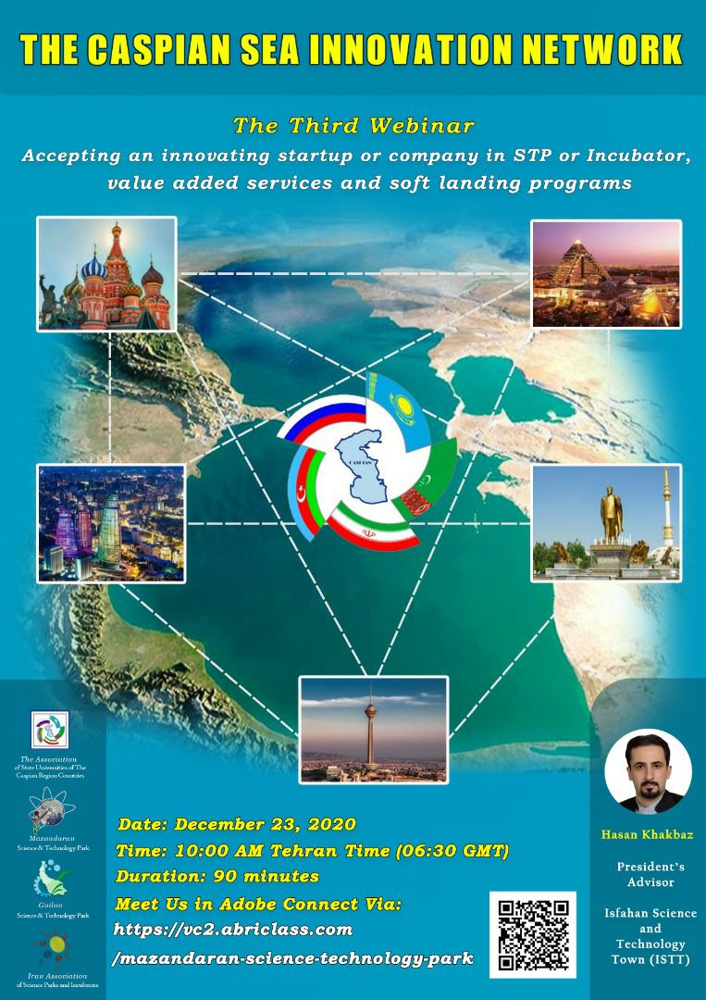 THE CASPIAN SEA INNOVATION NETWORK
The Third Webinar
Accepting an innovating startup or company in STP or Incubator,
value added services and soft landing programs
CASPIAN
The Association
of State Universities of The
Caspian Region Countries
Mazandaran
Science & Technology Park
Guilan
Science & Technology Park
Iran Association
of Science Parks and Incubators
Date: December 23, 2020
Time: 10:00 AM Tehran Time (06:30 GMT)
Duration: 90 minutes
Meet Us in Adobe Connect Via:
https://vc2.abriclass.com
/mazandaran-science-technology-park
Hasan Khakbaz
President's
Advisor
Isfahan Science
and
Technology
Town (ISTT)